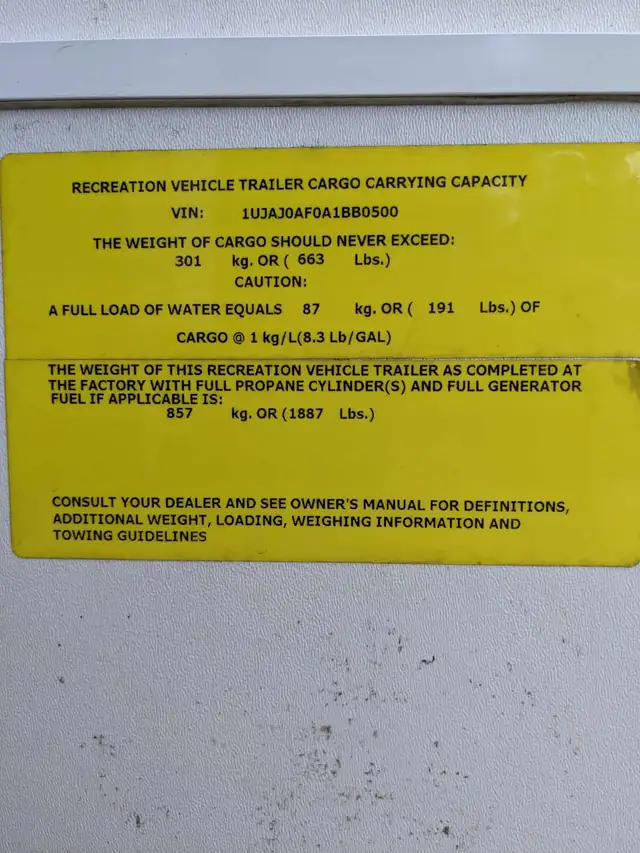 RECREATION VEHICLE TRAILER CARGO CARRYING CAPACITY
VIN: 1UJAJ0AF0A1BB0500
THE WEIGHT OF CARGO SHOULD NEVER EXCEED:
301 kg. OR ( 663 Lbs.)
CAUTION:
A FULL LOAD OF WATER EQUALS 87 kg. OR ( 191 Lbs.) OF
CARGO @ 1 kg/L(8.3 Lb/GAL)
THE WEIGHT OF THIS RECREATION VEHICLE TRAILER AS COMPLETED AT
THE FACTORY WITH FULL PROPANE CYLINDER(S) AND FULL GENERATOR
FUEL IF APPLICABLE IS:
857 kg. OR (1887 Lbs.)
CONSULT YOUR DEALER AND SEE OWNER'S MANUAL FOR DEFINITIONS,
ADDITIONAL WEIGHT, LOADING, WEIGHING INFORMATION AND
TOWING GUIDELINES